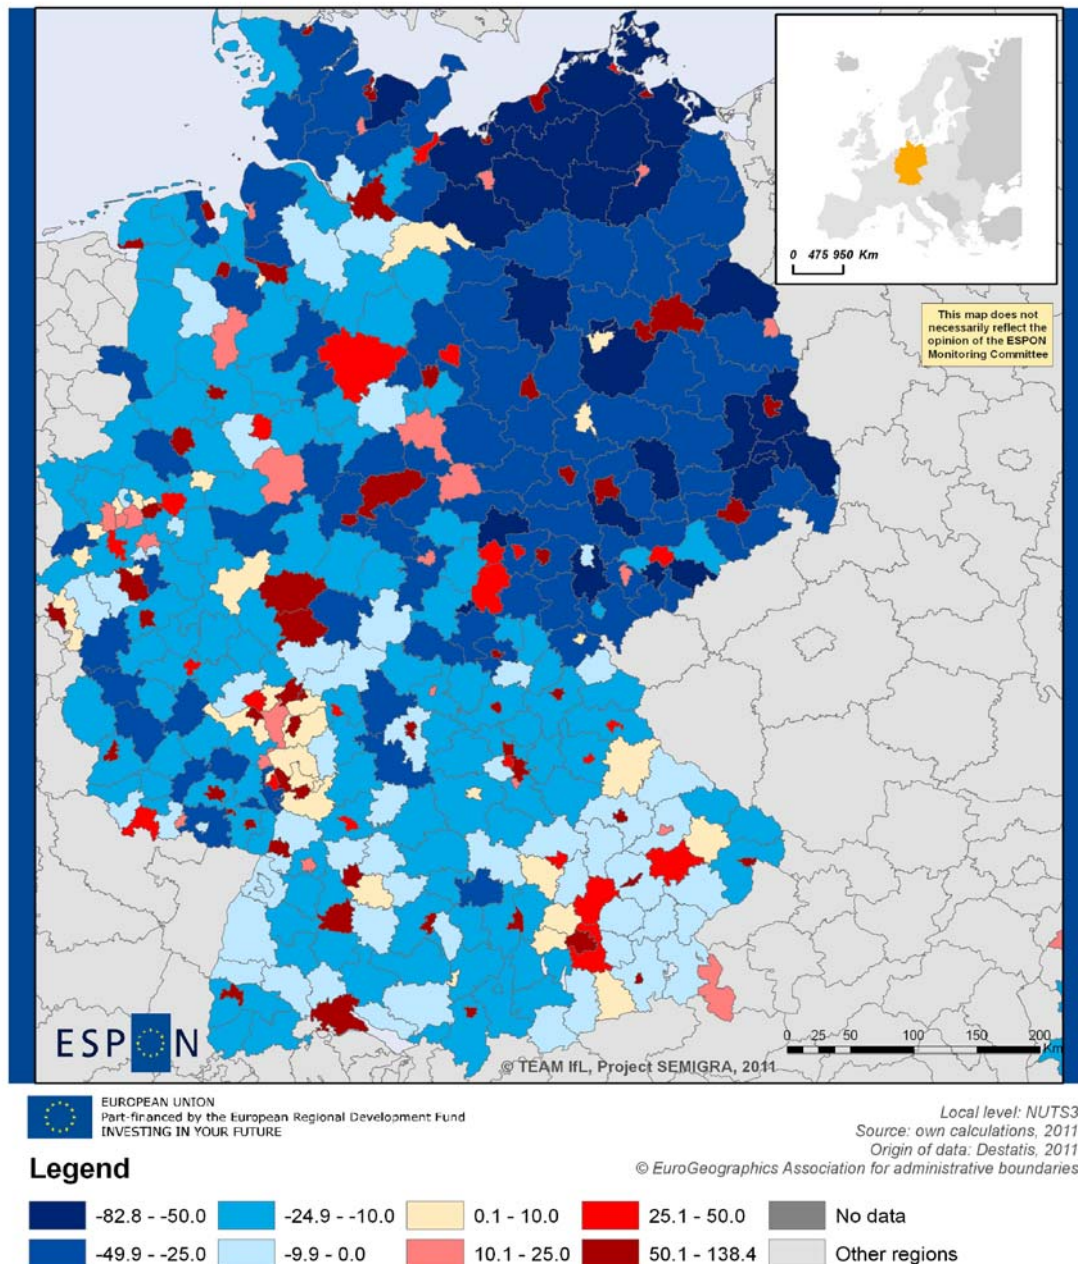 0 475 950 Km
This map does not
necessarily reflect the
opinion of the ESPON
Monitoring Committee
ESPON
0 25 50 100 150 200
Km
© TEAM IfL, Project SEMIGRA, 2011
EUROPEAN UNION
Part-financed by the European Regional Development Fund
INVESTING IN YOUR FUTURE
Local level: NUTS3
Source: own calculations, 2011
Origin of data: Destatis, 2011
© EuroGeographics Association for administrative boundaries
Legend
-82.8 - -50.0 -24.9 - -10.0 0.1 - 10.0 25.1 - 50.0 No data
-49.9 - -25.0 -9.9 - 0.0 10.1 - 25.0 50.1 - 138.4 Other regions